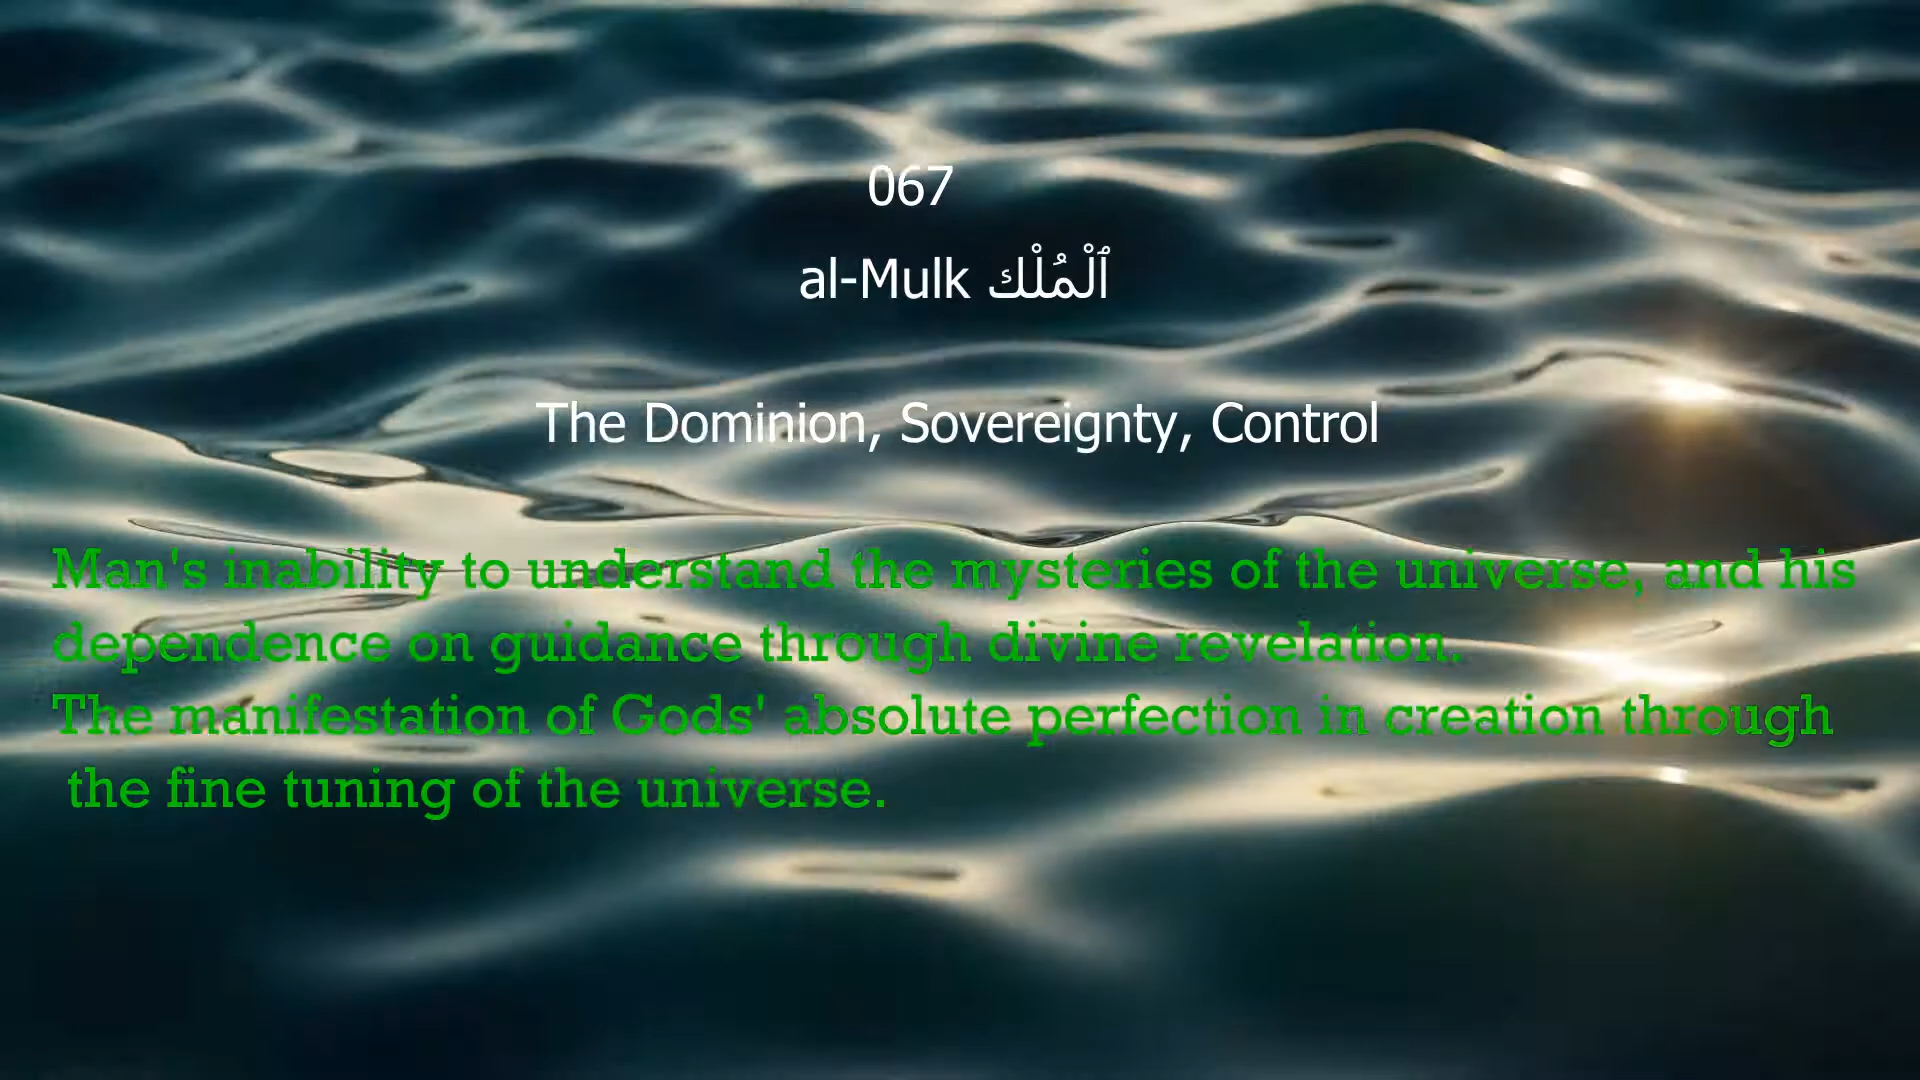 067
al-Mulk ٱلْمُلْك
The Dominion, Sovereignty, Control
Man's inability to understand the mysteries of the universe, and his
dependence on guidance through divine revelation.
The manifestation of Gods' absolute perfection in creation through
the fine tuning of the universe.